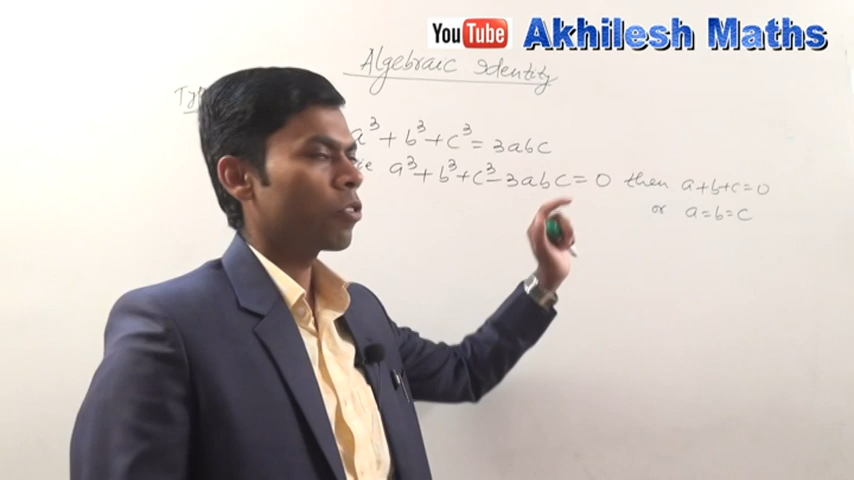 YouTube Akhilesh Maths
Algebraic Identity
a³ + b³ + c³ = 3abc
a³ + b³ + c³ - 3abc = 0 then a+b+c=0
or a=b=c